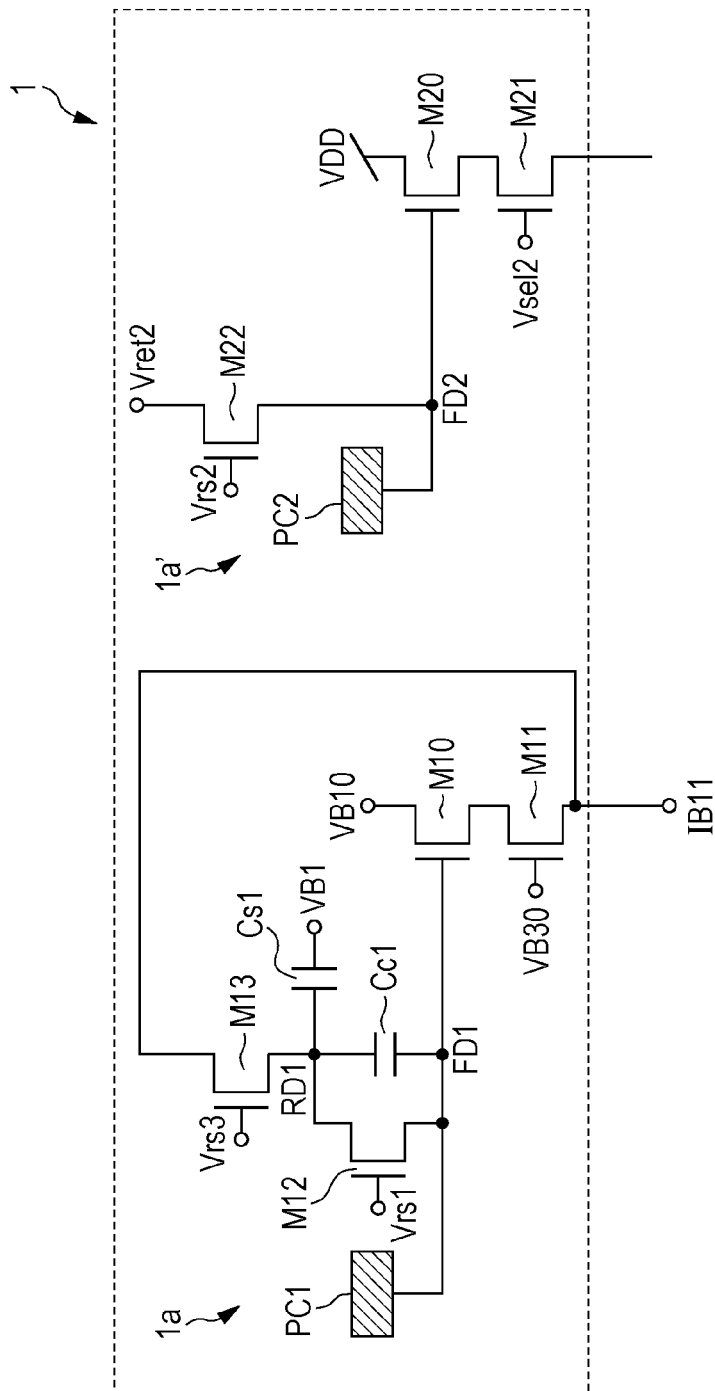 1
1a
PC1
M12
Vrs1
Vrs3
M13
RD1
Cs1
VB1
Cc1
FD1
VB10
M10
M11
VB30
IB11
1a'
PC2
Vrs2
Vret2
M22
FD2
VDD
M20
M21
Vsel2